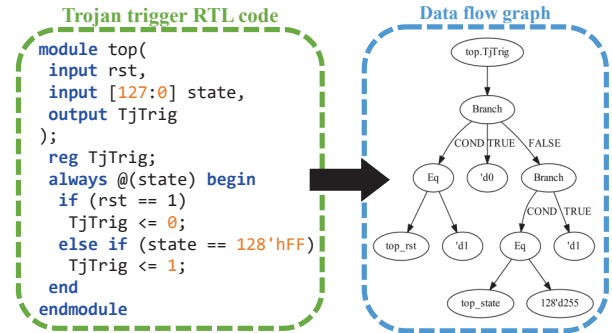 Trojan trigger RTL code
module top(
input rst,
input [127:0] state,
output TjTrig
);
reg TjTrig;
always @(state) begin
if (rst == 1)
TjTrig <= 0;
else if (state == 128'hFF)
TjTrig <= 1;
end
endmodule
Data flow graph
top.TjTrig
Branch
COND TRUE FALSE
Eq 'd0 Branch
COND TRUE
top_rst 'd1 Eq 'd1
top_state 128'd255